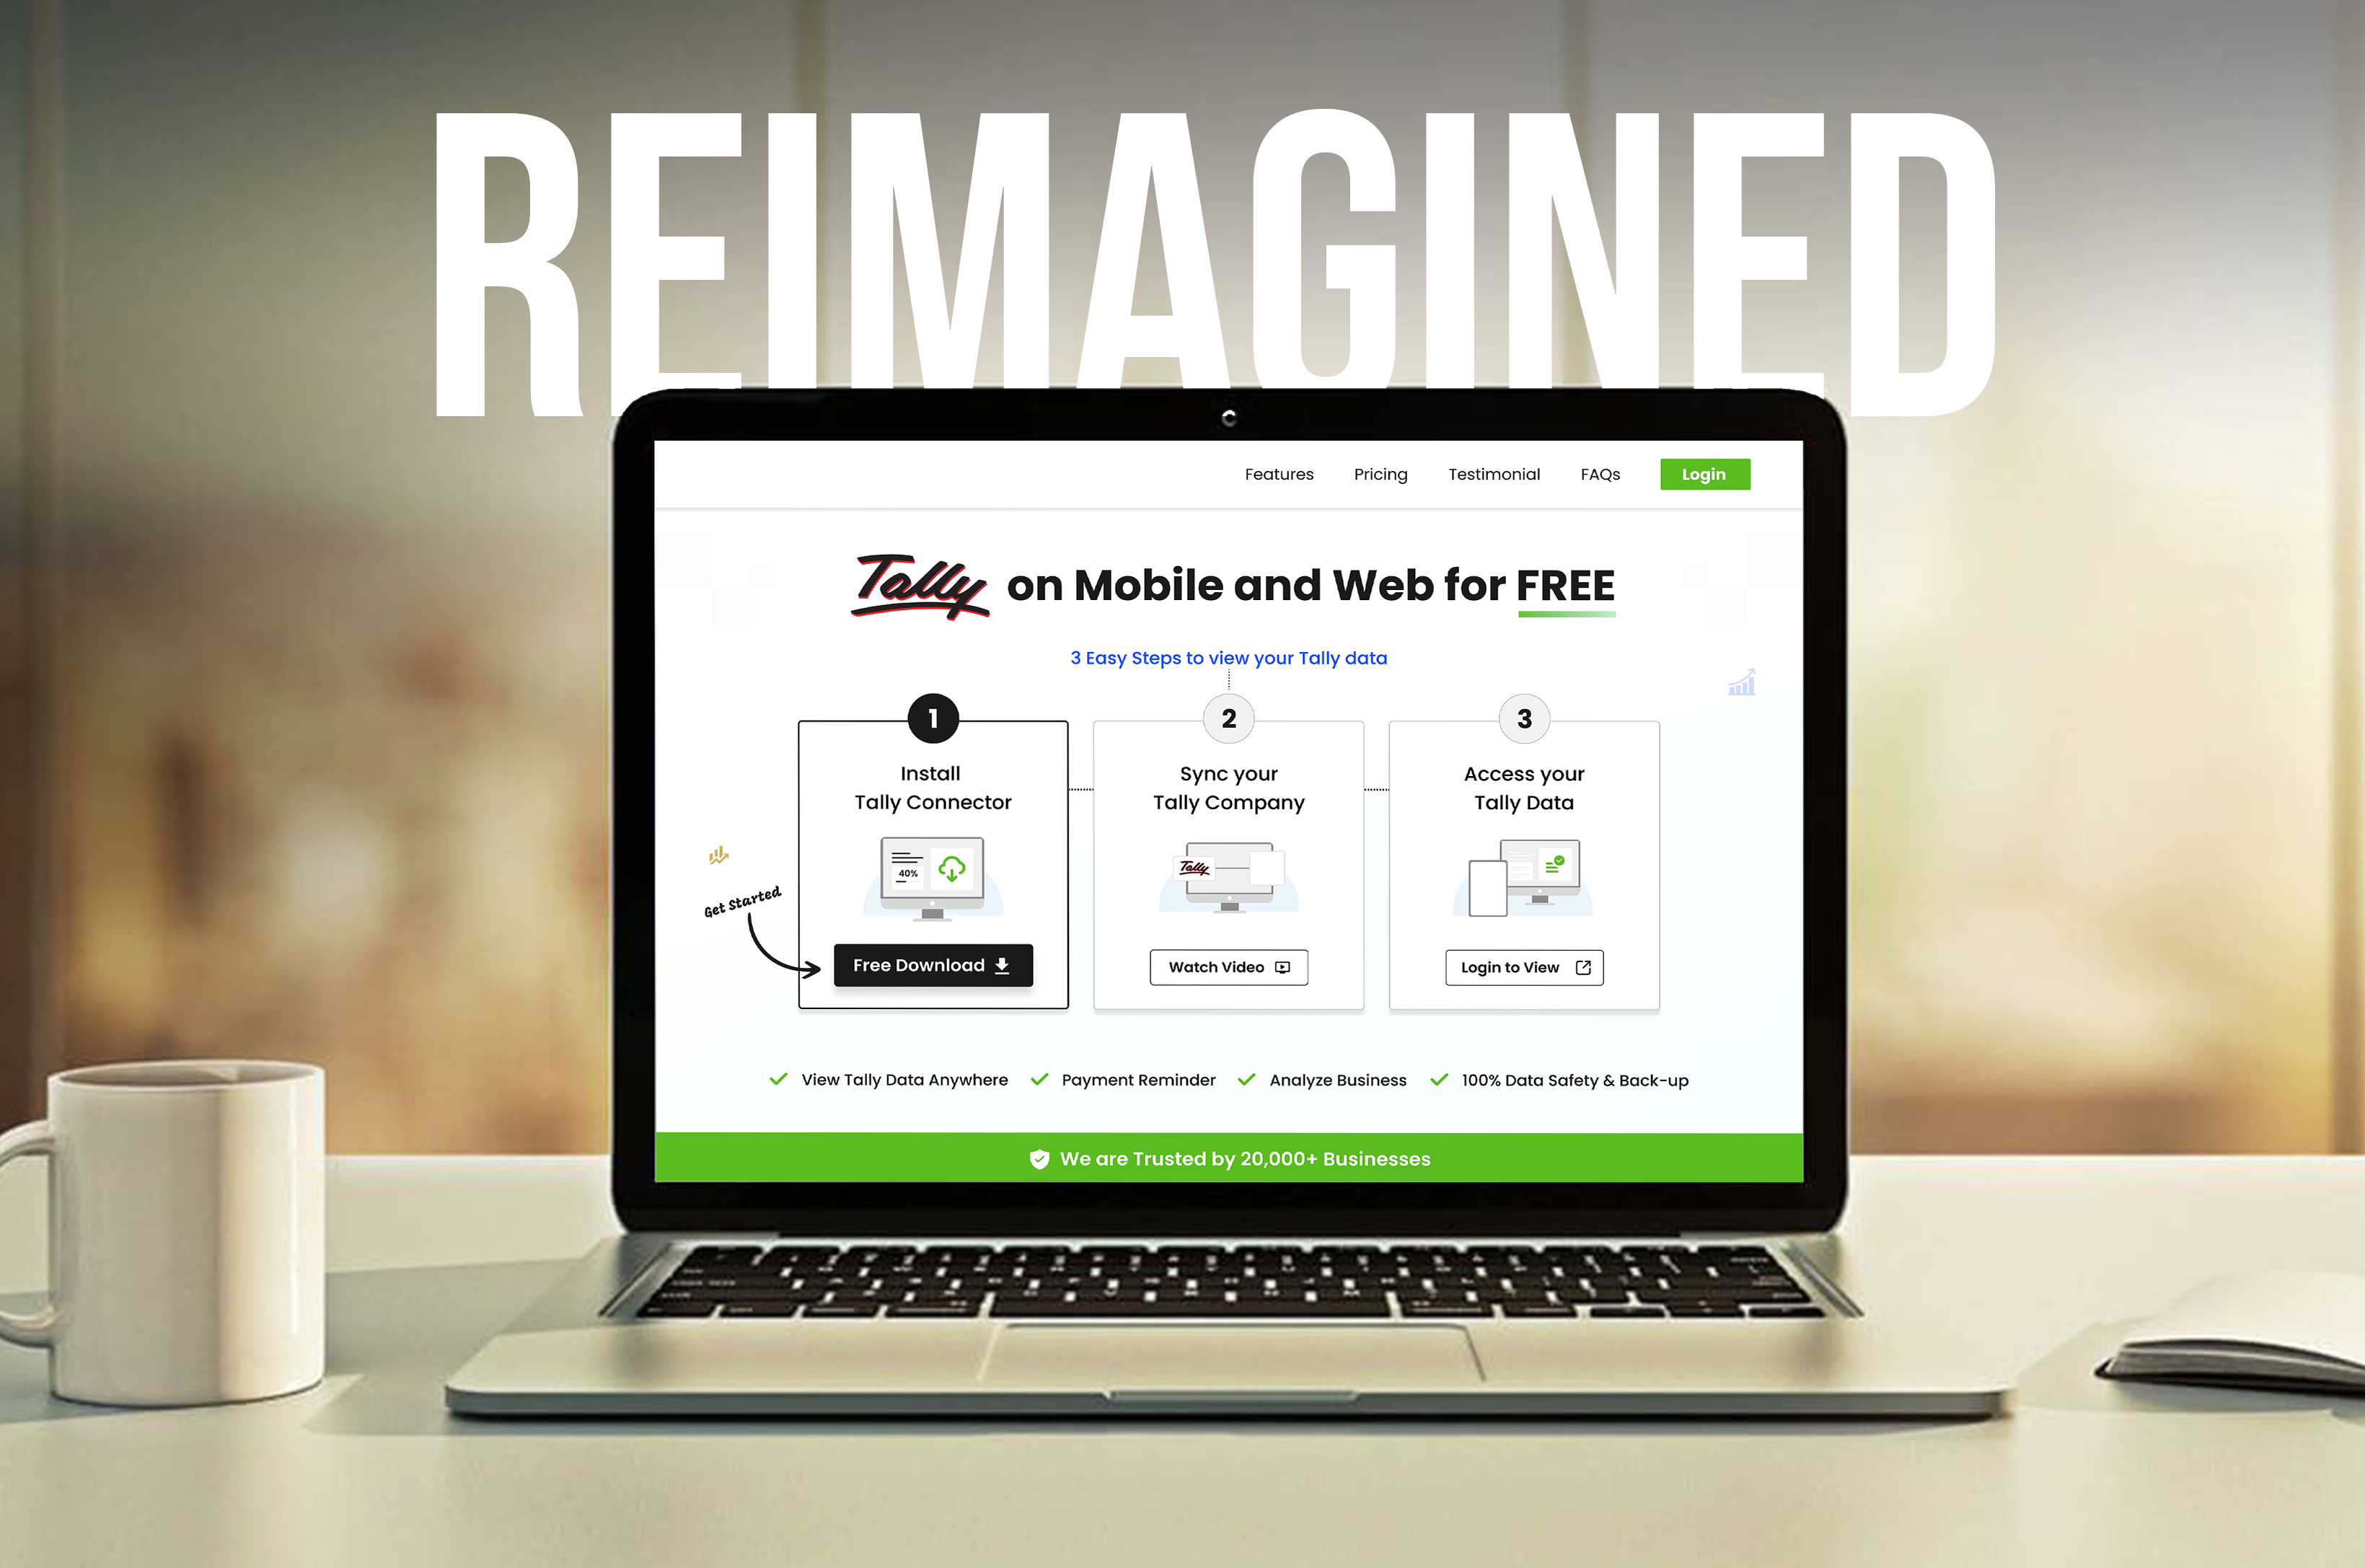 REIMAGINED
Features Pricing Testimonial FAQs Login
Tally on Mobile and Web for FREE
3 Easy Steps to view your Tally data
1 2 3
Install Sync your Access your
Tally Connector Tally Company Tally Data
40% Tally
Get Started
Free Download Watch Video Login to View
View Tally Data Anywhere Payment Reminder Analyze Business 100% Data Safety & Back-up
We are Trusted by 20,000+ Businesses